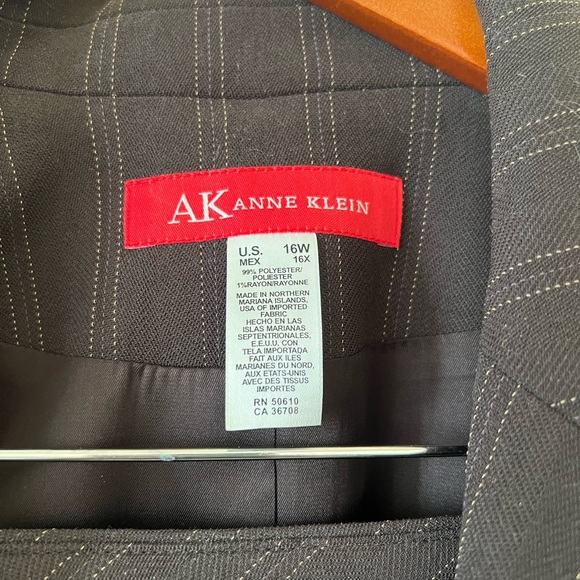 AK ANNE KLEIN
U.S. 16W
MEX 16X
99% POLYESTER/
POLIESTER
1%RAYON/RAYONNE
MADE IN NORTHERN
MARIANA ISLANDS,
USA OF IMPORTED
FABRIC
HECHO EN LAS
ISLAS MARIANAS
SEPTENTRIONALES,
E.E.U.U. CON
TELA IMPORTADA
FAIT AUX ILES
MARIANES DU NORD,
AUX ETATS-UNIS
AVEC DES TISSUS
IMPORTES
RN 50610
CA 36708